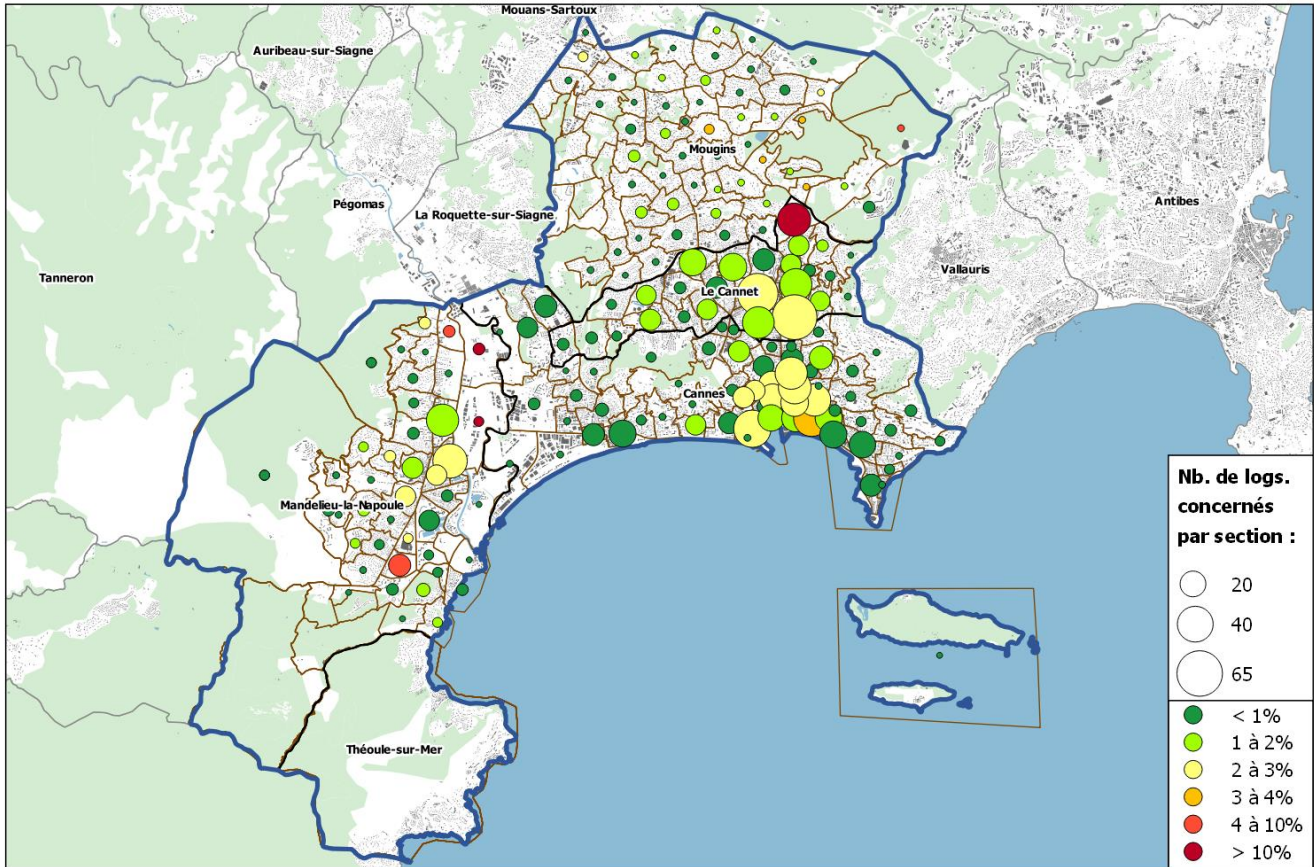 Mouans-Sartoux
Auribeau-sur-Siagne
Mougins
Pégomas
La Roquette-sur-Siagne
Antibes
Tanneron
Vallauris
Le Cannet
Cannes
Mandelieu-la-Napoule
Théoule-sur-Mer
Nb. de logs.
concernés
par section :
20
40
65
< 1%
1 à 2%
2 à 3%
3 à 4%
4 à 10%
> 10%